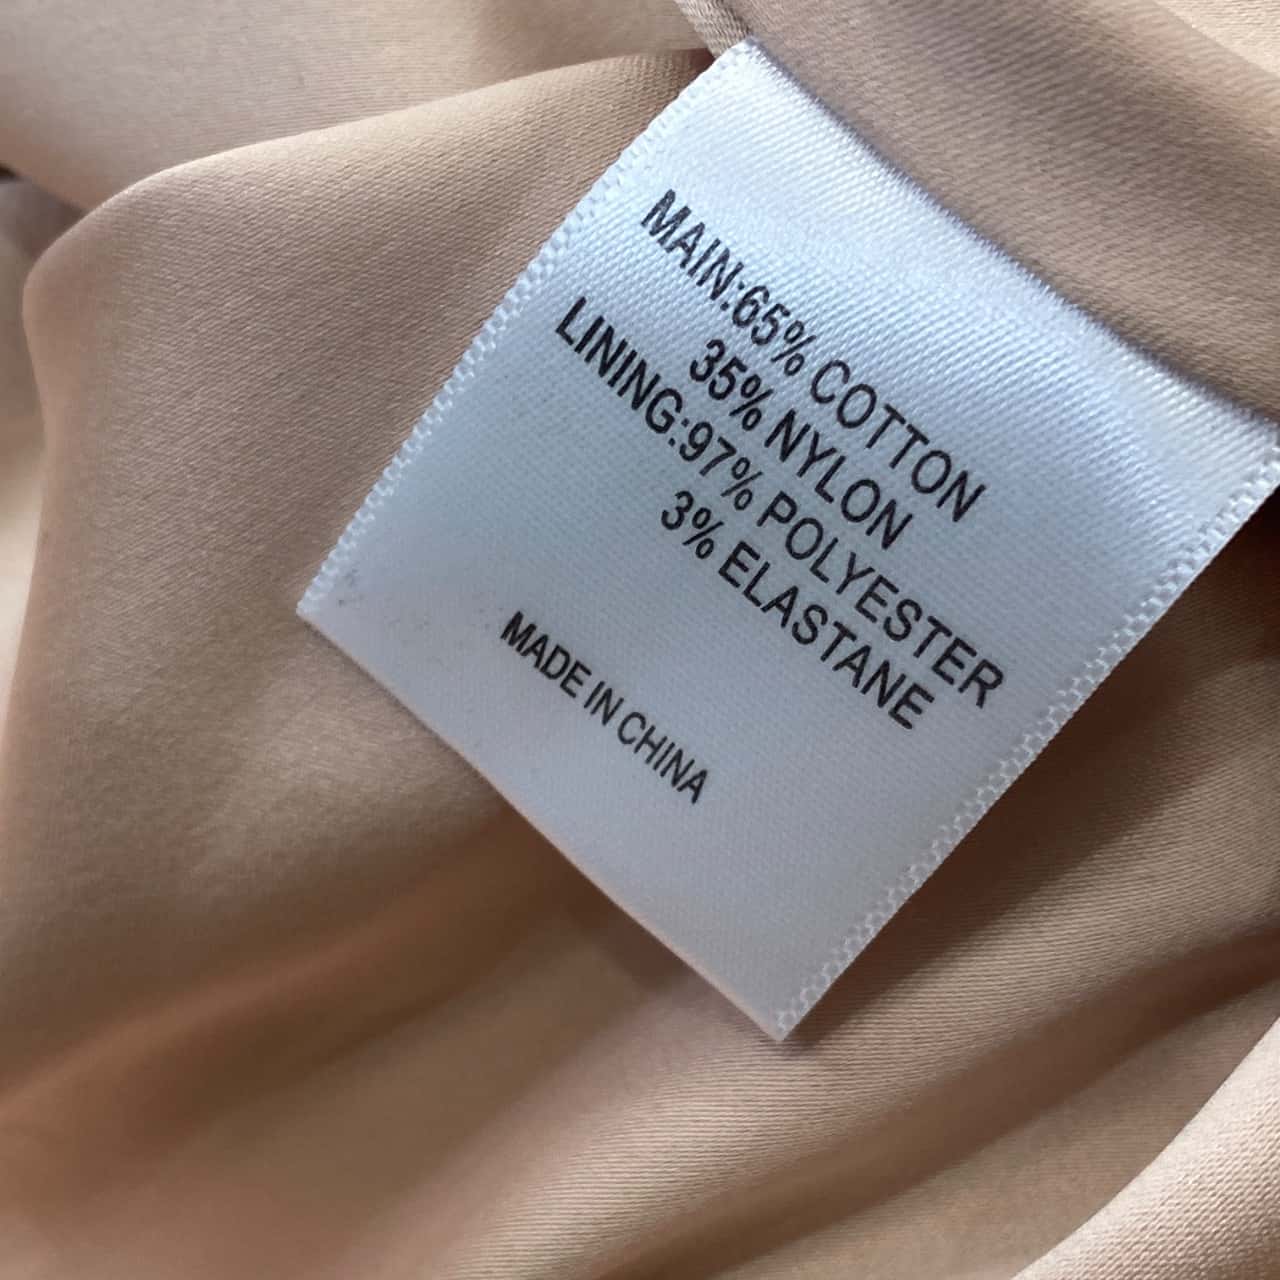 MAIN:65% COTTON
35% NYLON
LINING:97% POLYESTER
3% ELASTANE
MADE IN CHINA